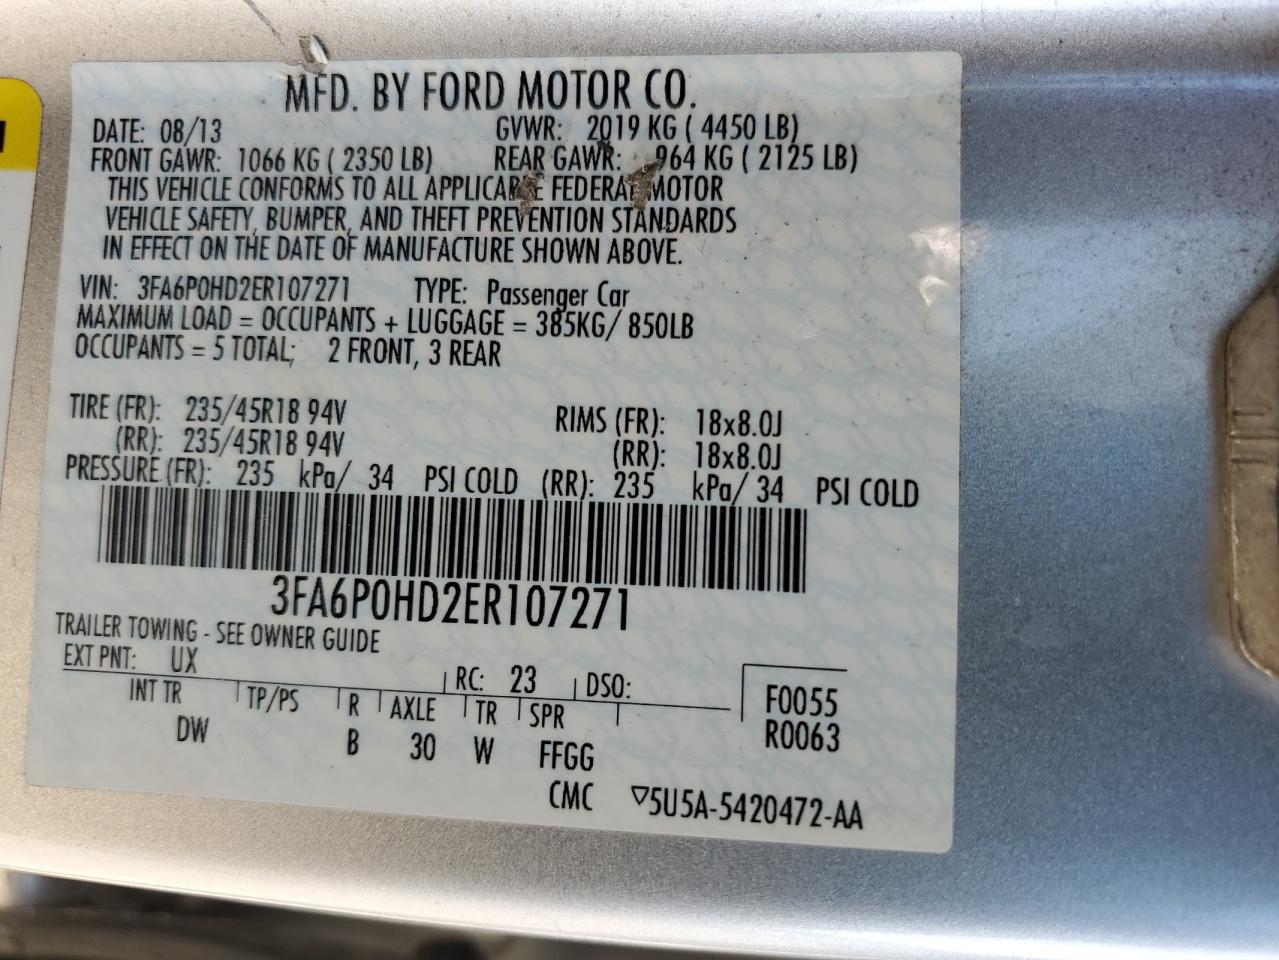 MFD. BY FORD MOTOR CO.
DATE: 08/13 GVWR: 2019 KG ( 4450 LB)
FRONT GAWR: 1066 KG ( 2350 LB) REAR GAWR: 964 KG ( 2125 LB)
THIS VEHICLE CONFORMS TO ALL APPLICABLE FEDERAL MOTOR
VEHICLE SAFETY, BUMPER, AND THEFT PREVENTION STANDARDS
IN EFFECT ON THE DATE OF MANUFACTURE SHOWN ABOVE.
VIN: 3FA6P0HD2ER107271 TYPE: Passenger Car
MAXIMUM LOAD = OCCUPANTS + LUGGAGE = 385KG/ 850LB
OCCUPANTS = 5 TOTAL; 2 FRONT, 3 REAR
TIRE (FR): 235/45R18 94V RIMS (FR): 18x8.0J
(RR): 235/45R18 94V (RR): 18x8.0J
PRESSURE (FR): 235 kPa/ 34 PSI COLD (RR): 235 kPa/ 34 PSI COLD
3FA6P0HD2ER107271
TRAILER TOWING - SEE OWNER GUIDE
EXT PNT: UX RC: 23 DSO:
INT TR TP/PS R AXLE TR SPR F0055
DW B 30 W FFGG R0063
CMC ▽5U5A-5420472-AA